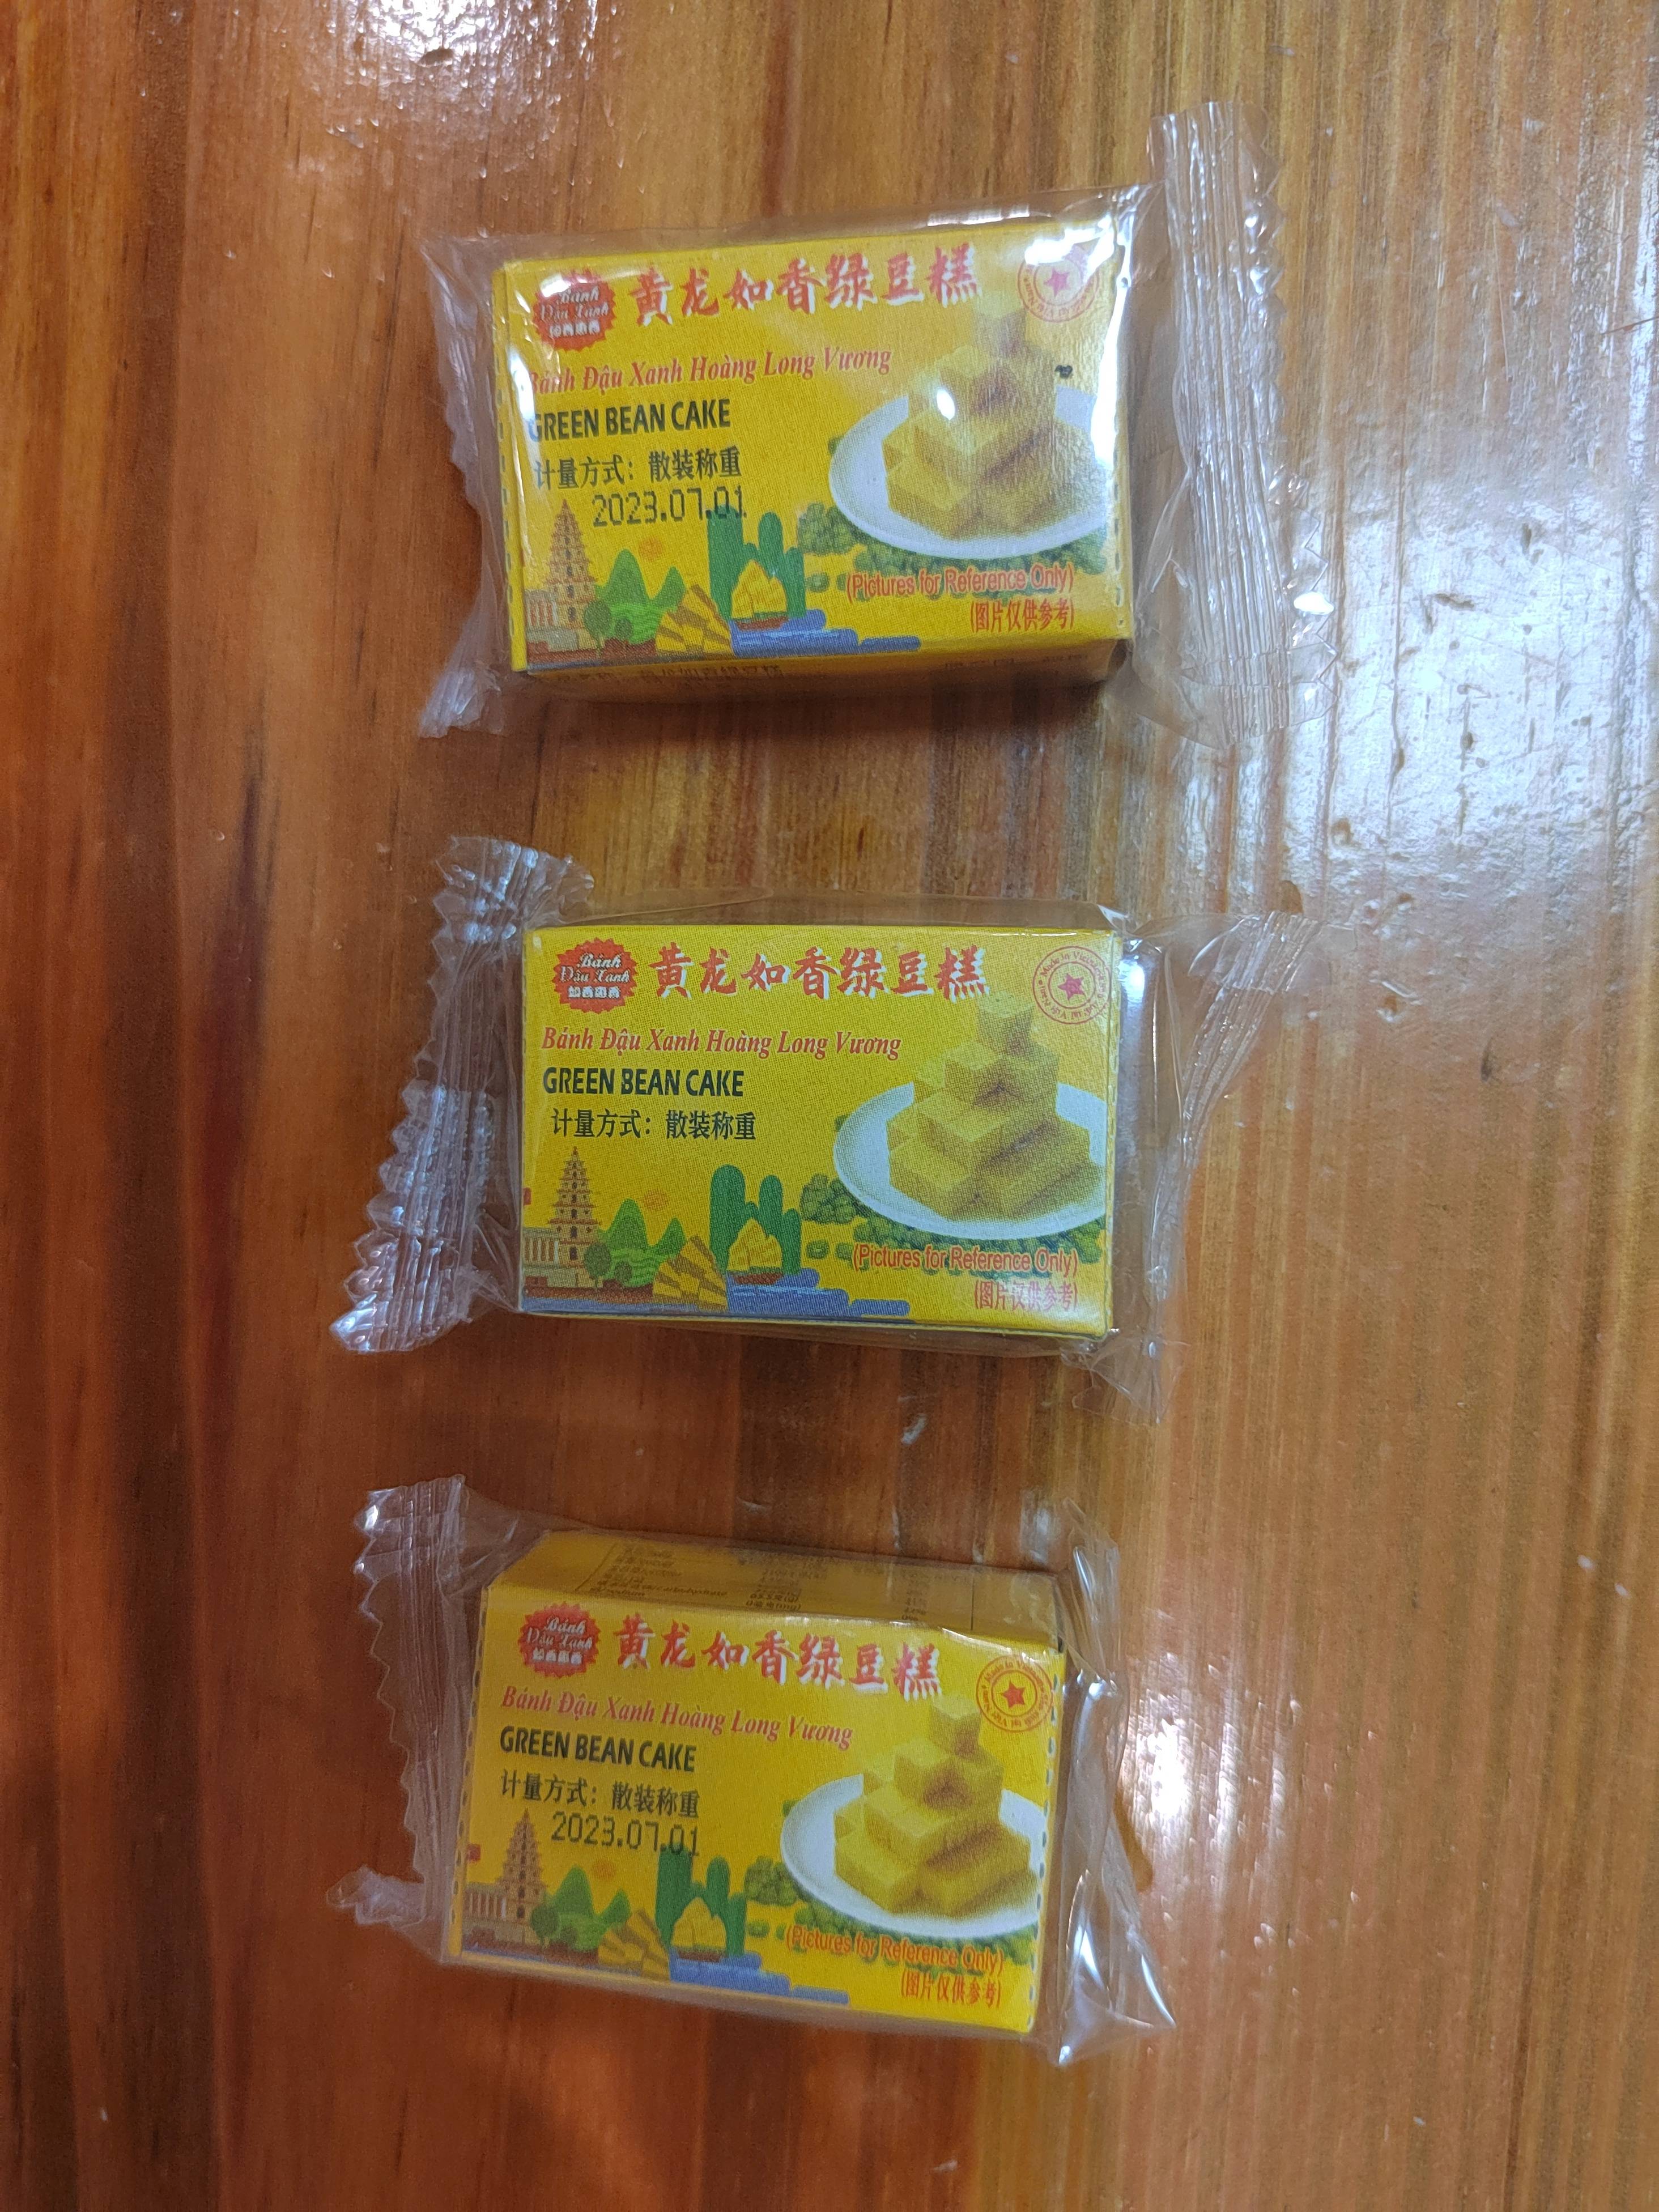 Bánh
Đậu Xanh
黄龙如香绿豆糕
Bánh Đậu Xanh Hoàng Long Vương
GREEN BEAN CAKE
计量方式：散装称重
2023.07.01
(Pictures for Reference Only)
(图片仅供参考)
Bánh
Đậu Xanh
黄龙如香绿豆糕
Made in Vietnam
Bánh Đậu Xanh Hoàng Long Vương
GREEN BEAN CAKE
计量方式：散装称重
(Pictures for Reference Only)
(图片仅供参考)
Bánh
Đậu Xanh
黄龙如香绿豆糕
Made in Vietnam
Bánh Đậu Xanh Hoàng Long Vương
GREEN BEAN CAKE
计量方式：散装称重
2023.07.01
(Pictures for Reference Only)
(图片仅供参考)